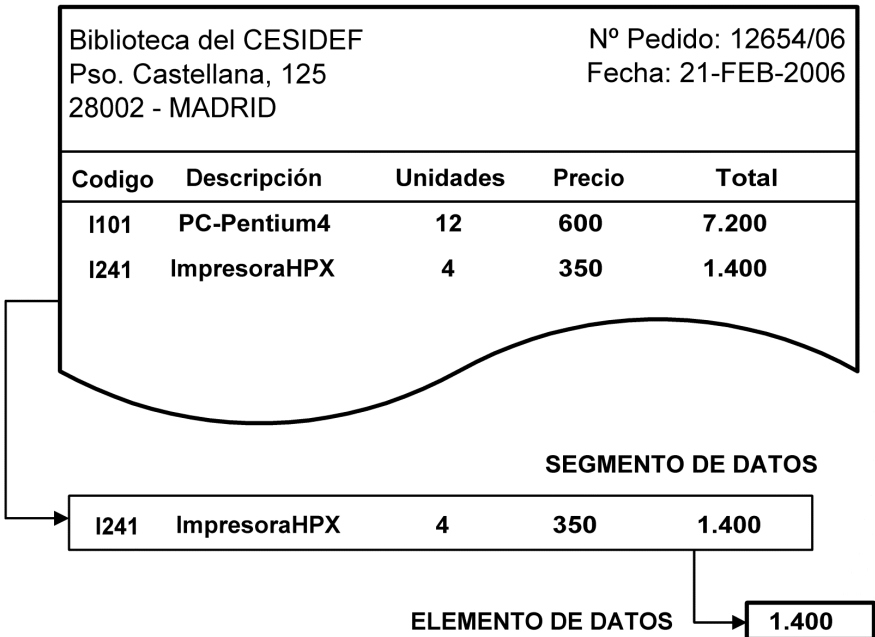 Biblioteca del CESIDEF
Pso. Castellana, 125
28002 - MADRID
Nº Pedido: 12654/06
Fecha: 21-FEB-2006
Codigo Descripción Unidades Precio Total
I101 PC-Pentium4 12 600 7.200
I241 ImpresoraHPX 4 350 1.400
SEGMENTO DE DATOS
I241 ImpresoraHPX 4 350 1.400
ELEMENTO DE DATOS 1.400